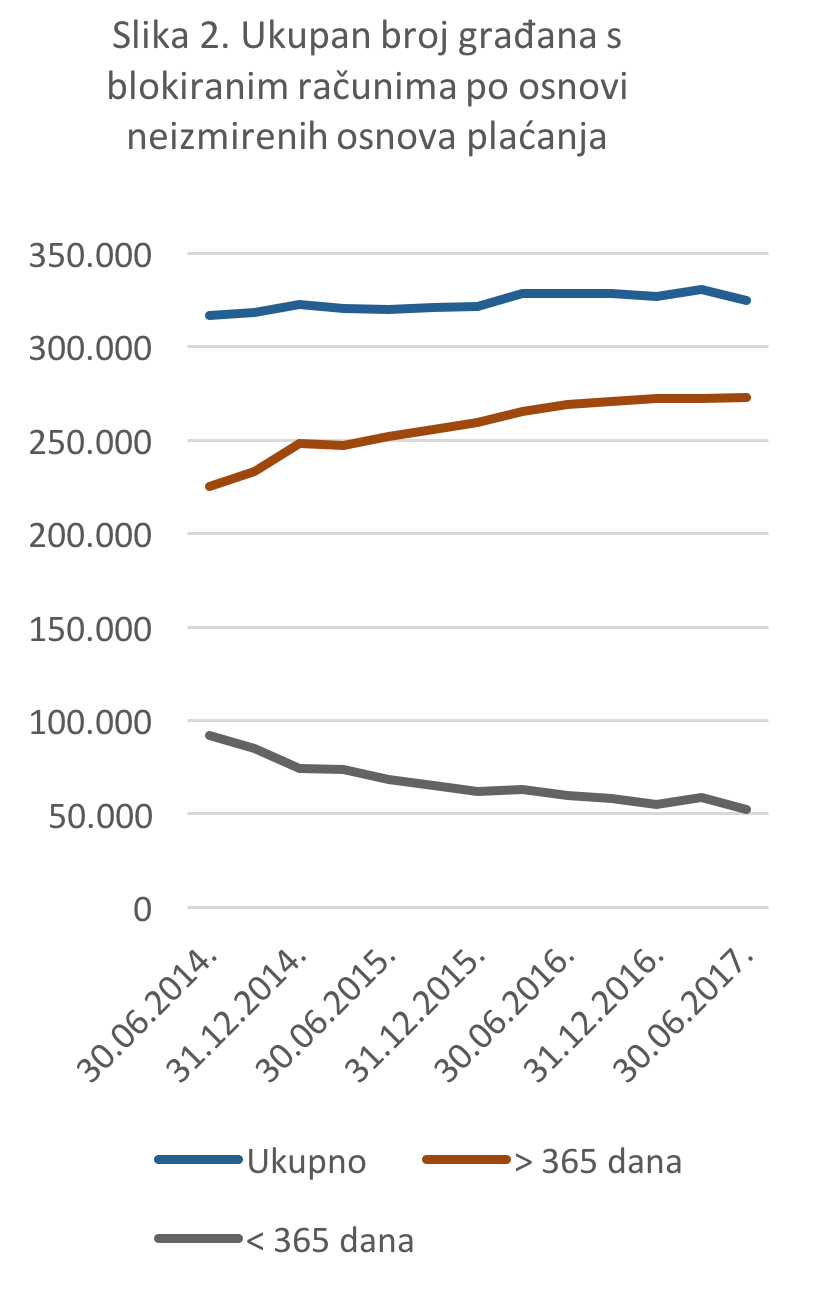 Slika 2. Ukupan broj građana s
blokiranim računima po osnovi
neizmirenih osnova plaćanja
350.000
300.000
250.000
200.000
150.000
100.000
50.000
0
30.06.2014.
31.12.2014.
30.06.2015.
31.12.2015.
30.06.2016.
31.12.2016.
30.06.2017.
Ukupno
> 365 dana
< 365 dana